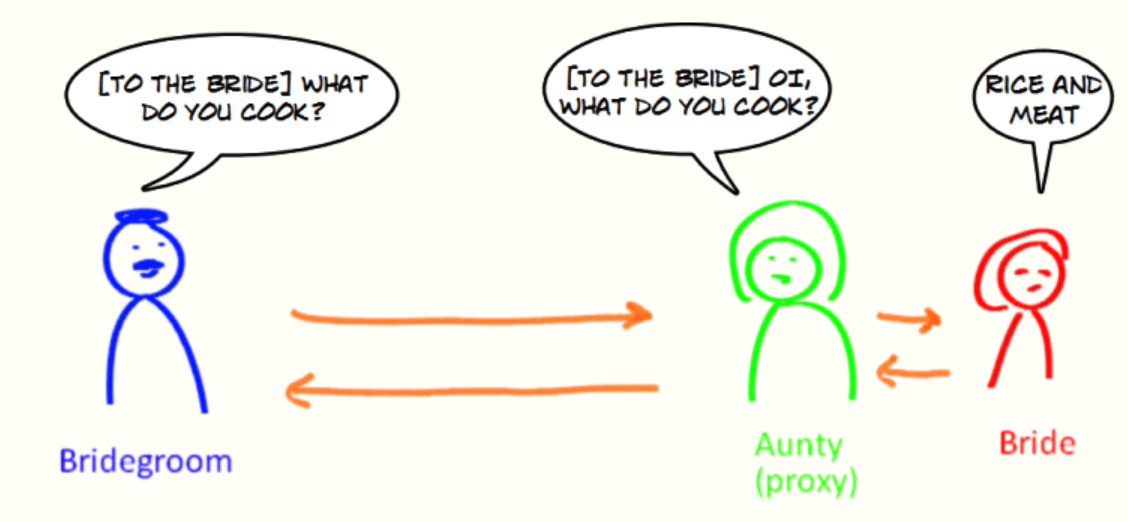 [TO THE BRIDE] WHAT
DO YOU COOK?
[TO THE BRIDE] OI,
WHAT DO YOU COOK?
RICE AND
MEAT
Bridegroom
Aunty
(proxy)
Bride